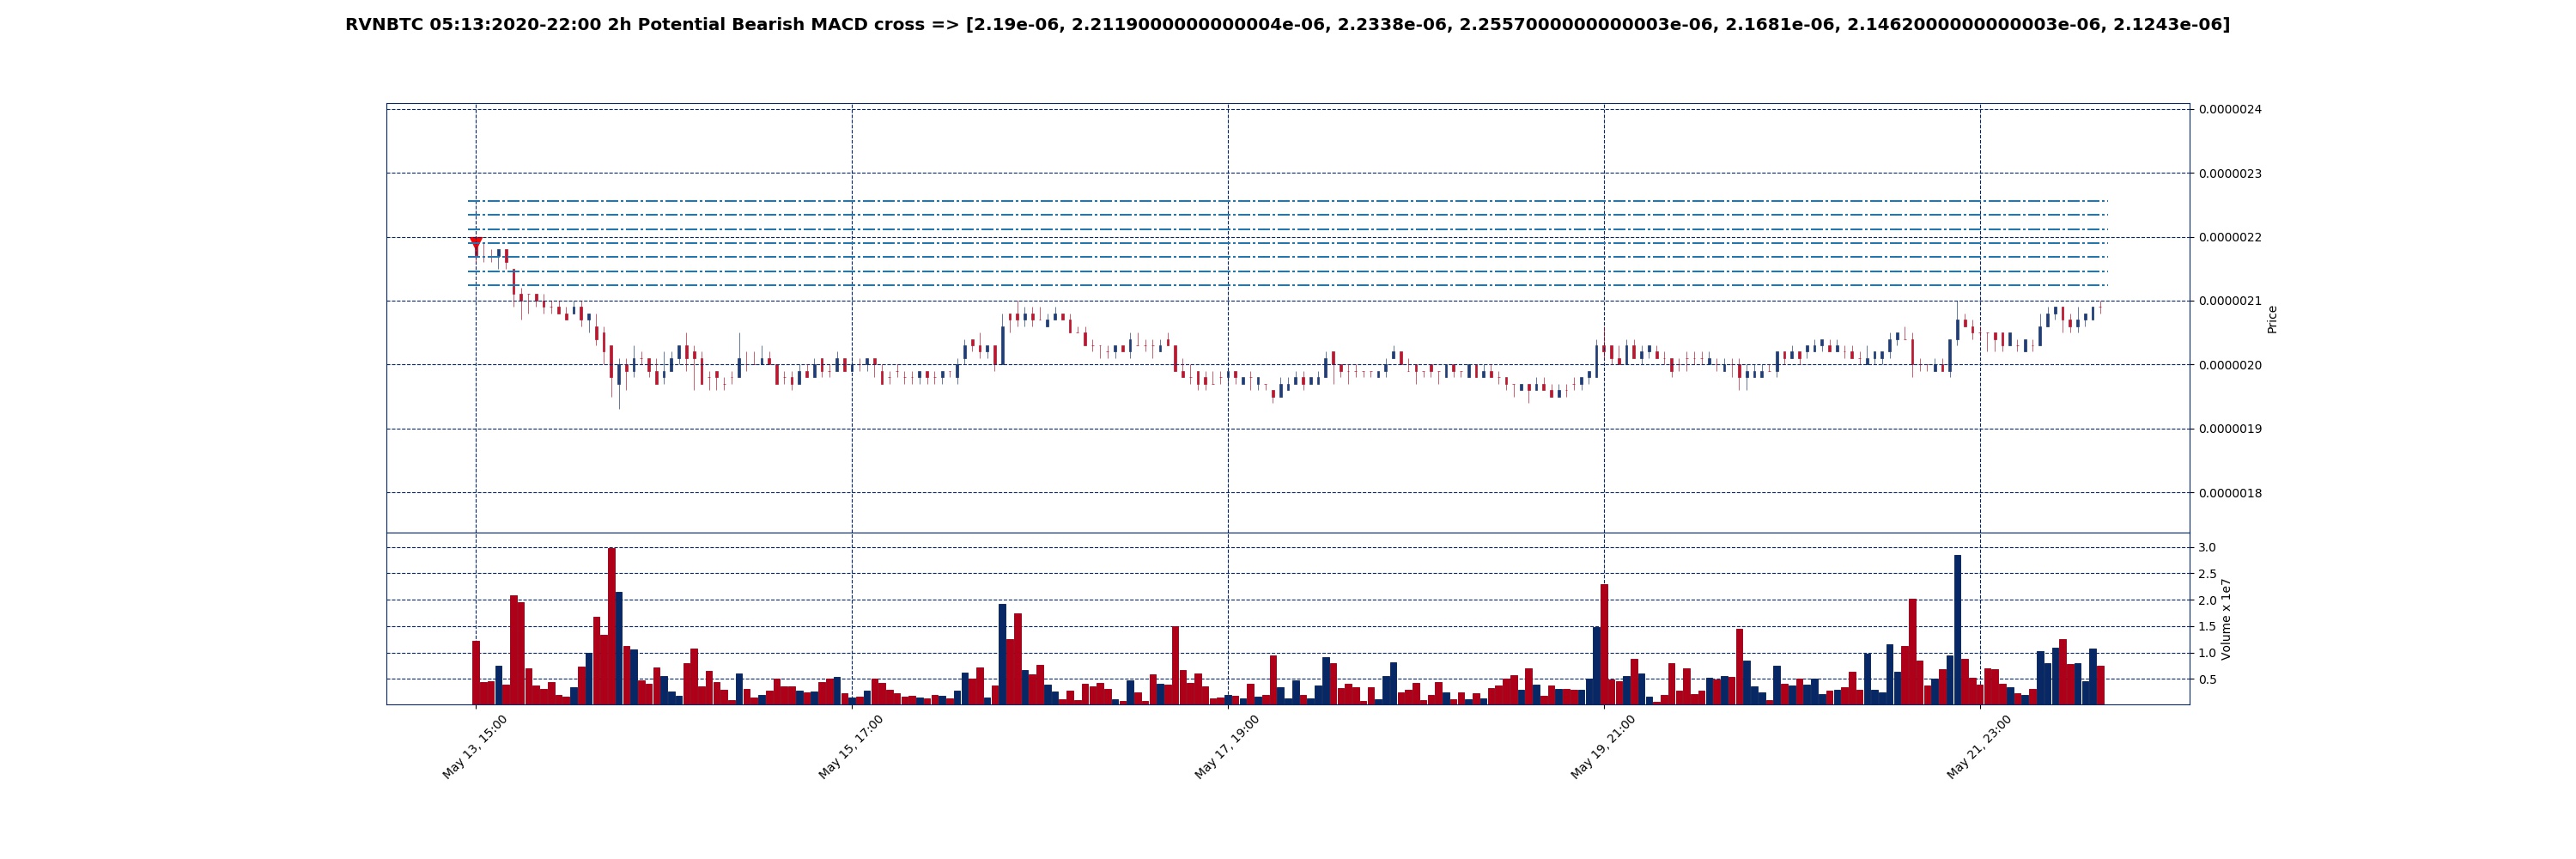 RVNBTC 05:13:2020-22:00 2h Potential Bearish MACD cross => [2.19e-06, 2.2119000000000004e-06, 2.2338e-06, 2.2557000000000003e-06, 2.1681e-06, 2.1462000000000003e-06, 2.1243e-06]
0.0000024
0.0000023
0.0000022
0.0000021
0.0000020
0.0000019
0.0000018
Price
3.0
2.5
2.0
1.5
1.0
0.5
Volume x 1e7
May 13, 15:00
May 15, 17:00
May 17, 19:00
May 19, 21:00
May 21, 23:00